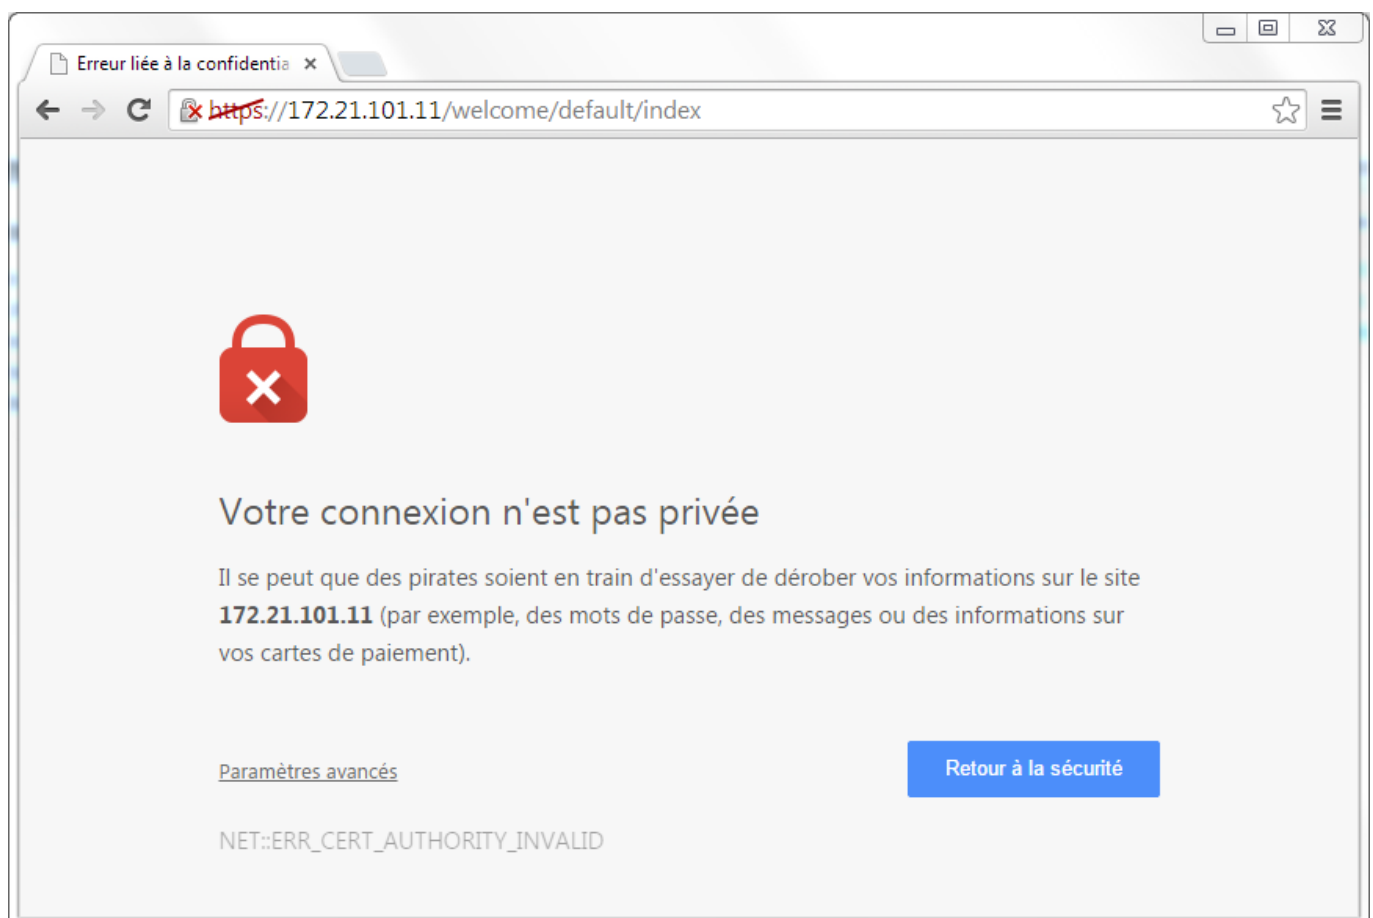 Erreur liée à la confidentia
https://172.21.101.11/welcome/default/index
Votre connexion n'est pas privée
Il se peut que des pirates soient en train d'essayer de dérober vos informations sur le site
172.21.101.11 (par exemple, des mots de passe, des messages ou des informations sur
vos cartes de paiement).
Paramètres avancés
Retour à la sécurité
NET::ERR_CERT_AUTHORITY_INVALID